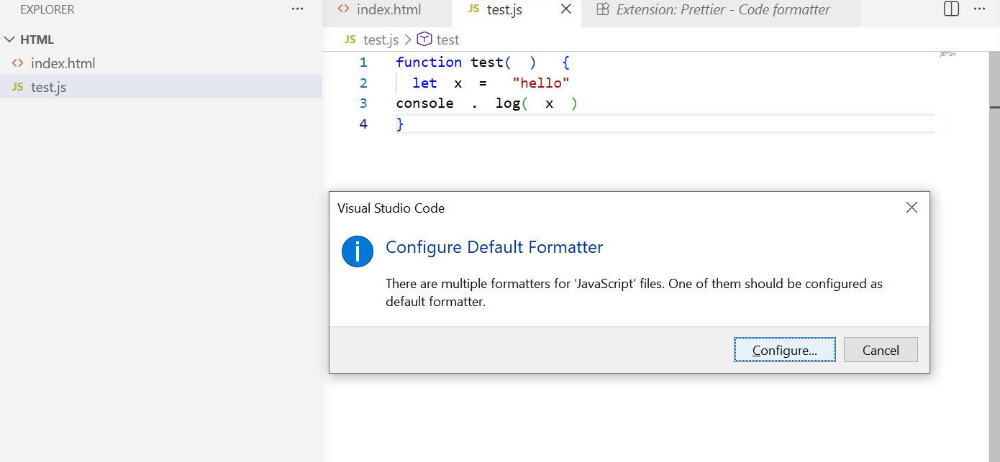 EXPLORER ···
HTML
<> index.html
JS test.js
<> index.html JS test.js Extension: Prettier - Code formatter ···
JS test.js > test
1 function test(  )   {
2   let  x  =   "hello"
3 console  .  log(  x  )
4 }
Visual Studio Code
i Configure Default Formatter
There are multiple formatters for 'JavaScript' files. One of them should be configured as
default formatter.
Configure... Cancel